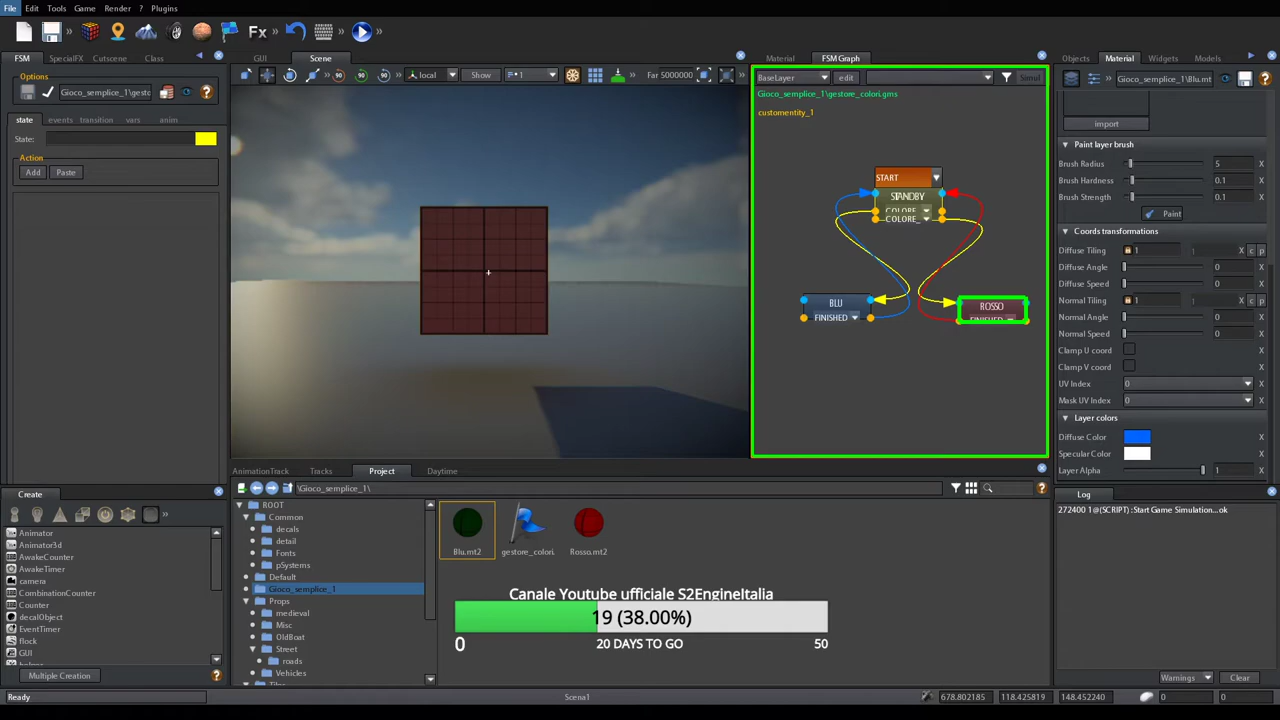 File Edit Tools Game Render ? Plugins
Fx
FSM SpecialFX Cutscene Class
Options
Gioco_semplice_1\gesto
state events transition vars anim
State:
Action
Add Paste
GUI Scene
local Show 1 Far 5000000
Material FSM Graph
BaseLayer edit Simul
Gioco_semplice_1\gestore_colori.gms
customentity_1
START
STANDBY
COLORE_
COLORE_
BLU
FINISHED
ROSSO
FINISHED
Objects Material Widgets Models
Gioco_semplice_1\Blu.mt
import
Paint layer brush
Brush Radius 5
Brush Hardness 0.1
Brush Strength 0.1
Paint
Coords transformations
Diffuse Tiling 1 1 X c p
Diffuse Angle 0 X
Diffuse Speed 0 X
Normal Tiling 1 1 X c p
Normal Angle 0 X
Normal Speed 0 X
Clamp U coord X
Clamp V coord X
UV Index 0 X
Mask UV Index 0 X
Layer colors
Diffuse Color X
Specular Color X
Layer Alpha 1 X
Create
Animator
Animator3d
AwakeCounter
AwakeTimer
camera
CombinationCounter
Counter
decalObject
EventTimer
flock
GUI
Multiple Creation
AnimationTrack Tracks Project Daytime
\Gioco_semplice_1\
ROOT
Common
decals
detail
Fonts
pSystems
Default
Gioco_semplice_1
Props
medieval
Misc
OldBoat
Street
roads
Vehicles
Blu.mt2 gestore_colori. Rosso.mt2
Canale Youtube ufficiale S2EngineItalia
19 (38.00%)
0 20 DAYS TO GO 50
Log
272400 1@(SCRIPT) :Start Game Simulation...ok
Warnings Clear
Ready Scena1 678.802185 118.425819 148.452240 0 0